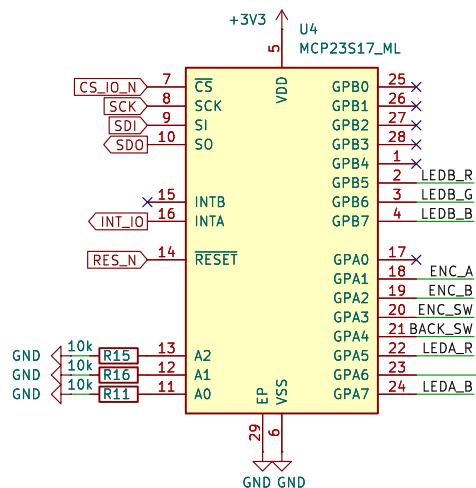 +3V3
U4
MCP23S17_ML
5
VDD
CS_IO_N 7 CS GPB0 25
SCK 8 SCK GPB1 26
SDI 9 SI GPB2 27
SDO 10 SO GPB3 28
GPB4 1
GPB5 2 LEDB_R
15 INTB GPB6 3 LEDB_G
INT_IO 16 INTA GPB7 4 LEDB_B
RES_N 14 RESET GPA0 17
GPA1 18 ENC_A
GPA2 19 ENC_B
GPA3 20 ENC_SW
GPA4 21 BACK_SW
GND 10k R15 13 A2 GPA5 22 LEDA_R
GND 10k R16 12 A1 GPA6 23
GND 10k R11 11 A0 GPA7 24 LEDA_B
EP VSS
29 6
GND GND